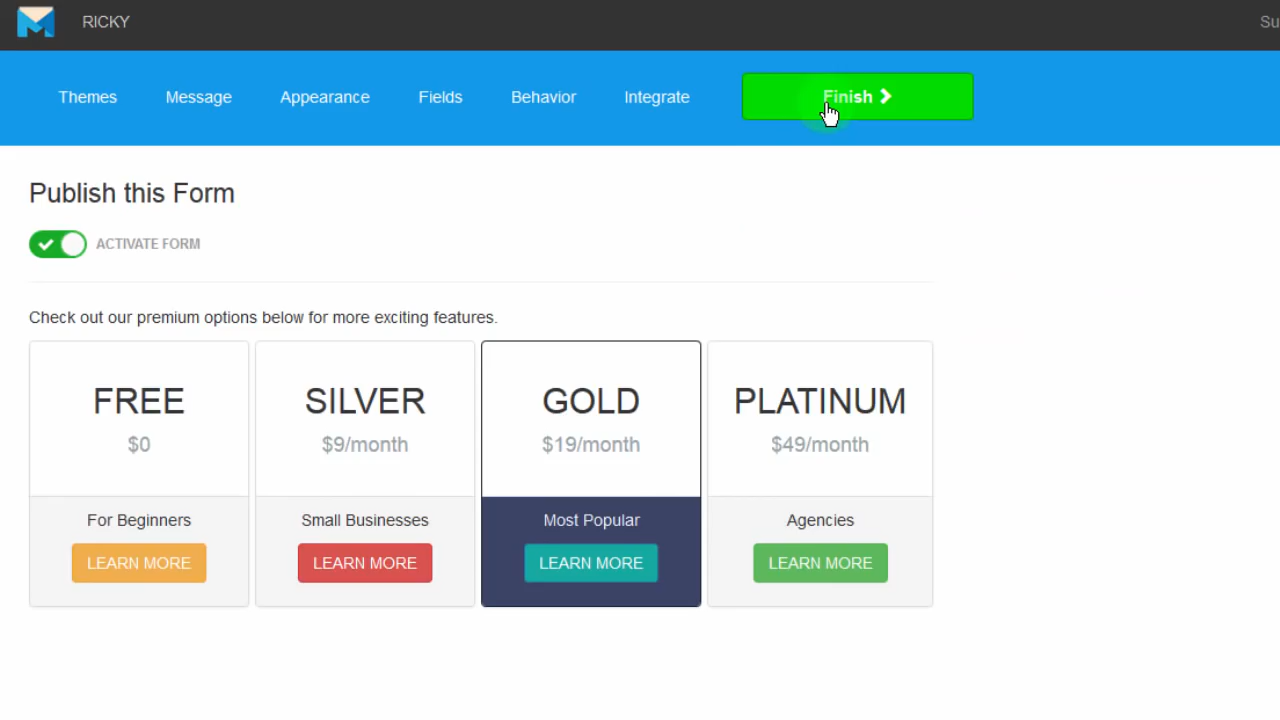 RICKY
Su
Themes Message Appearance Fields Behavior Integrate Finish
Publish this Form
ACTIVATE FORM
Check out our premium options below for more exciting features.
FREE SILVER GOLD PLATINUM
$0 $9/month $19/month $49/month
For Beginners Small Businesses Most Popular Agencies
LEARN MORE LEARN MORE LEARN MORE LEARN MORE